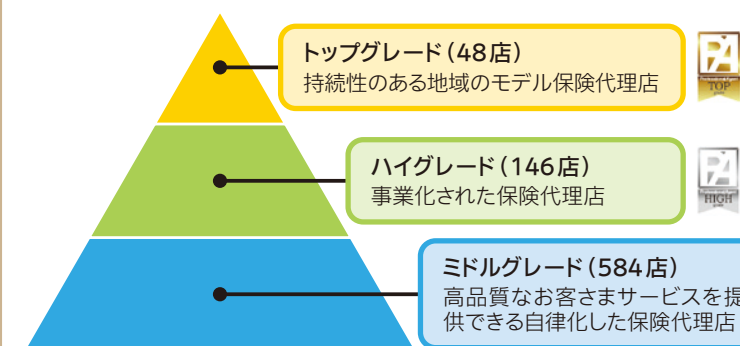 トップグレード（48店）
持続性のある地域のモデル保険代理店
PA
TOP
ハイグレード（146店）
事業化された保険代理店
PA
HIGH
ミドルグレード（584店）
高品質なお客さまサービスを提
供できる自律化した保険代理店